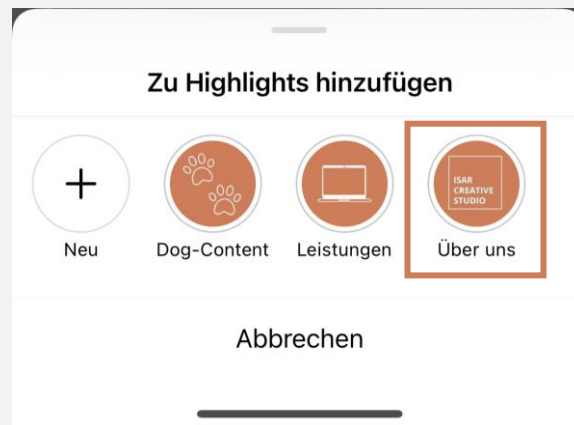 Zu Highlights hinzufügen
ISAR
CREATIVE
STUDIO
Neu
Dog-Content
Leistungen
Über uns
Abbrechen